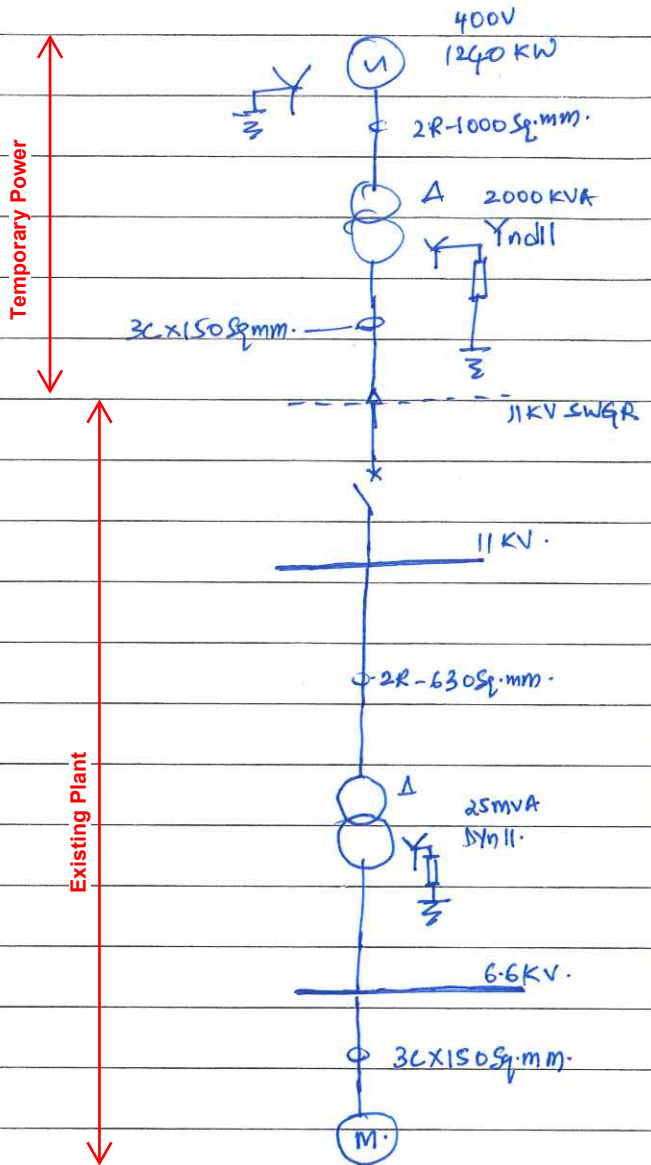 400V
1240 KW
2R-1000 Sq.mm.
Δ 2000 KVA
Ynd11
3C×150 Sqmm.
11KV SWGR
11 KV.
2R-630 Sq.mm.
Δ
25MVA
DYn11.
6.6KV.
3C×150 Sq.mm.
M.
Temporary Power
Existing Plant